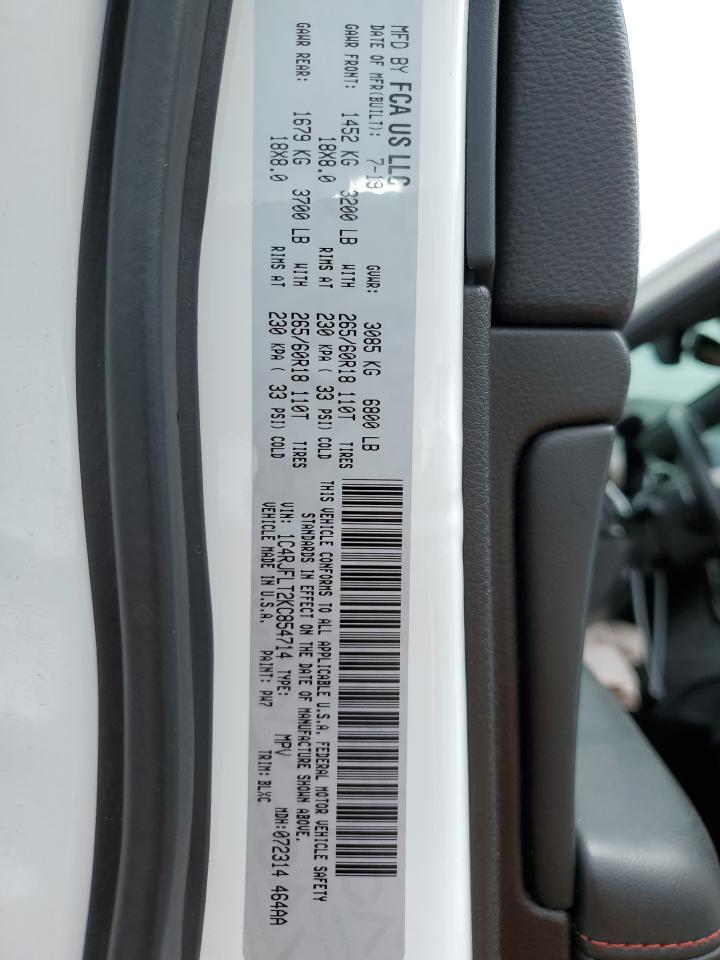 MFD BY FCA US LLC
DATE OF MFR(BUILT): 7-19 GVWR: 3085 KG 6800 LB
GAWR FRONT: 1452 KG 3200 LB WITH 265/60R18 110T TIRES
18X8.0 RIMS AT 230 KPA ( 33 PSI) COLD
GAWR REAR: 1679 KG 3700 LB WITH 265/60R18 110T TIRES
18X8.0 RIMS AT 230 KPA ( 33 PSI) COLD
THIS VEHICLE CONFORMS TO ALL APPLICABLE U.S.A. FEDERAL MOTOR VEHICLE SAFETY
STANDARDS IN EFFECT ON THE DATE OF MANUFACTURE SHOWN ABOVE.
VIN: 1C4RJFLT2KC854714 TYPE: MPV MDH:072314 464AA
VEHICLE MADE IN U.S.A. PAINT: PW7 TRIM: BLXC